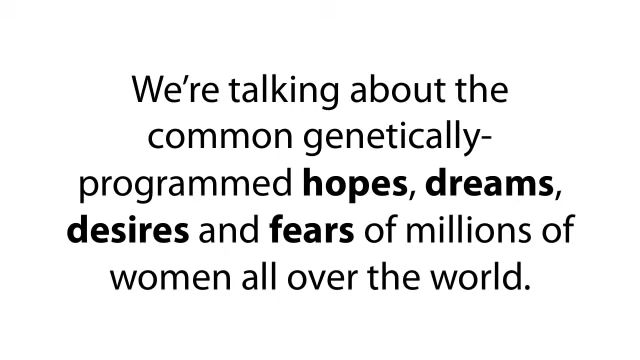 We’re talking about the
common genetically-
programmed hopes, dreams,
desires and fears of millions of
women all over the world.